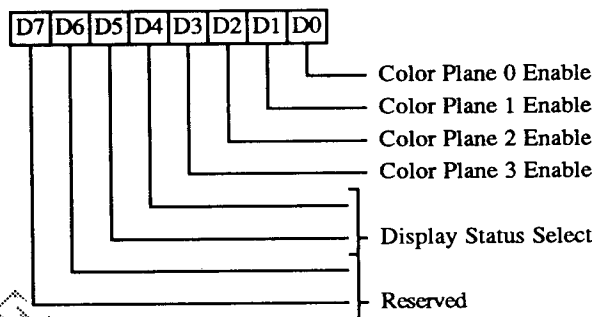 D7 D6 D5 D4 D3 D2 D1 D0
Color Plane 0 Enable
Color Plane 1 Enable
Color Plane 2 Enable
Color Plane 3 Enable
Display Status Select
Reserved